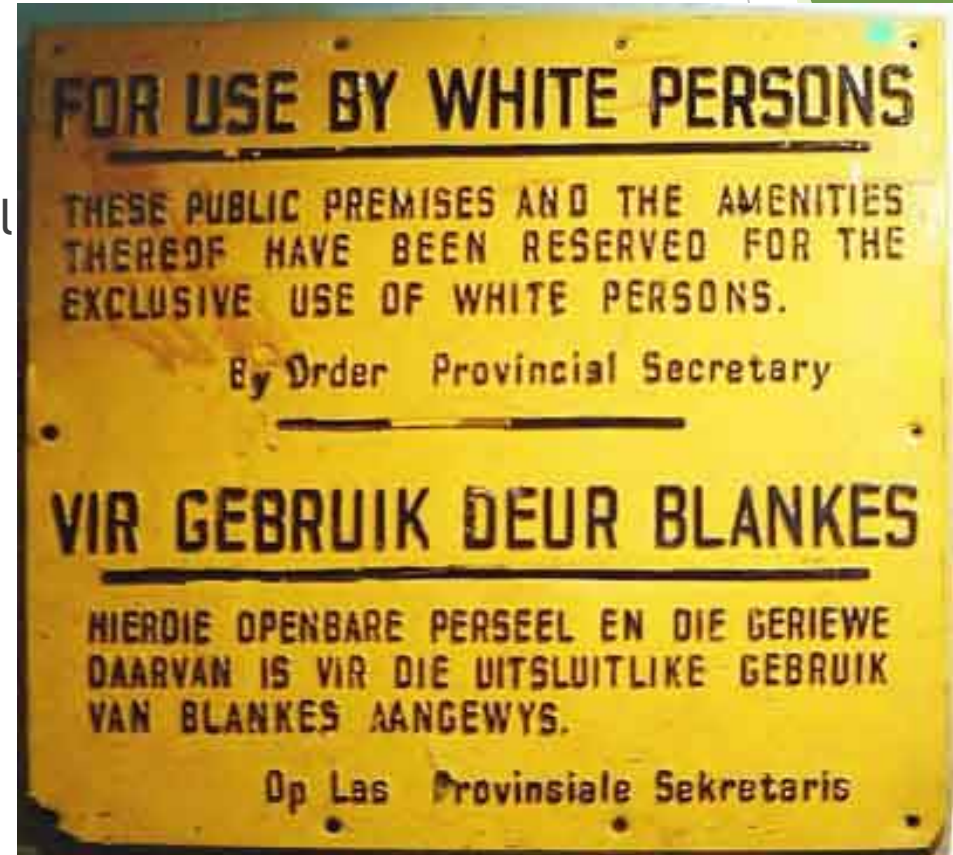 FOR USE BY WHITE PERSONS
THESE PUBLIC PREMISES AND THE AMENITIES
THEREOF HAVE BEEN RESERVED FOR THE
EXCLUSIVE USE OF WHITE PERSONS.
By Order Provincial Secretary
VIR GEBRUIK DEUR BLANKES
HIERDIE OPENBARE PERSEEL EN DIE GERIEWE
DAARVAN IS VIR DIE UITSLUITLIKE GEBRUIK
VAN BLANKES AANGEWYS.
Op Las Provinsiale Sekretaris